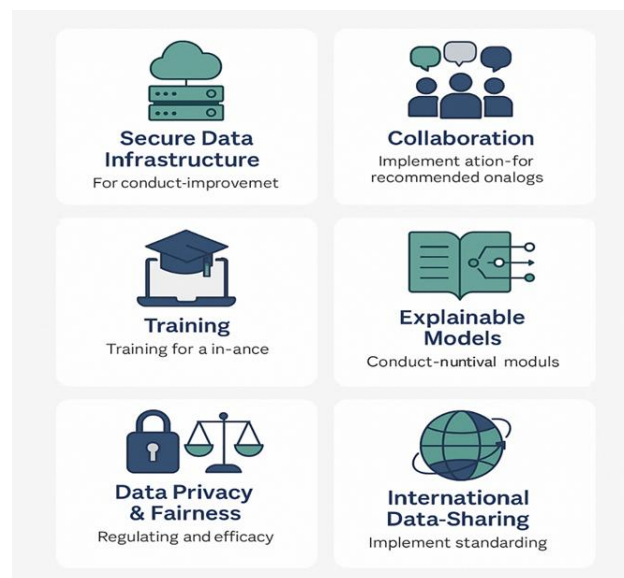 Secure Data
Infrastructure
For conduct-improvemet
Collaboration
Implement ation-for
recommended onalogs
Training
Training for a in-ance
Explainable
Models
Conduct-nuntival moduls
Data Privacy
& Fairness
Regulating and efficacy
International
Data-Sharing
Implement standarding